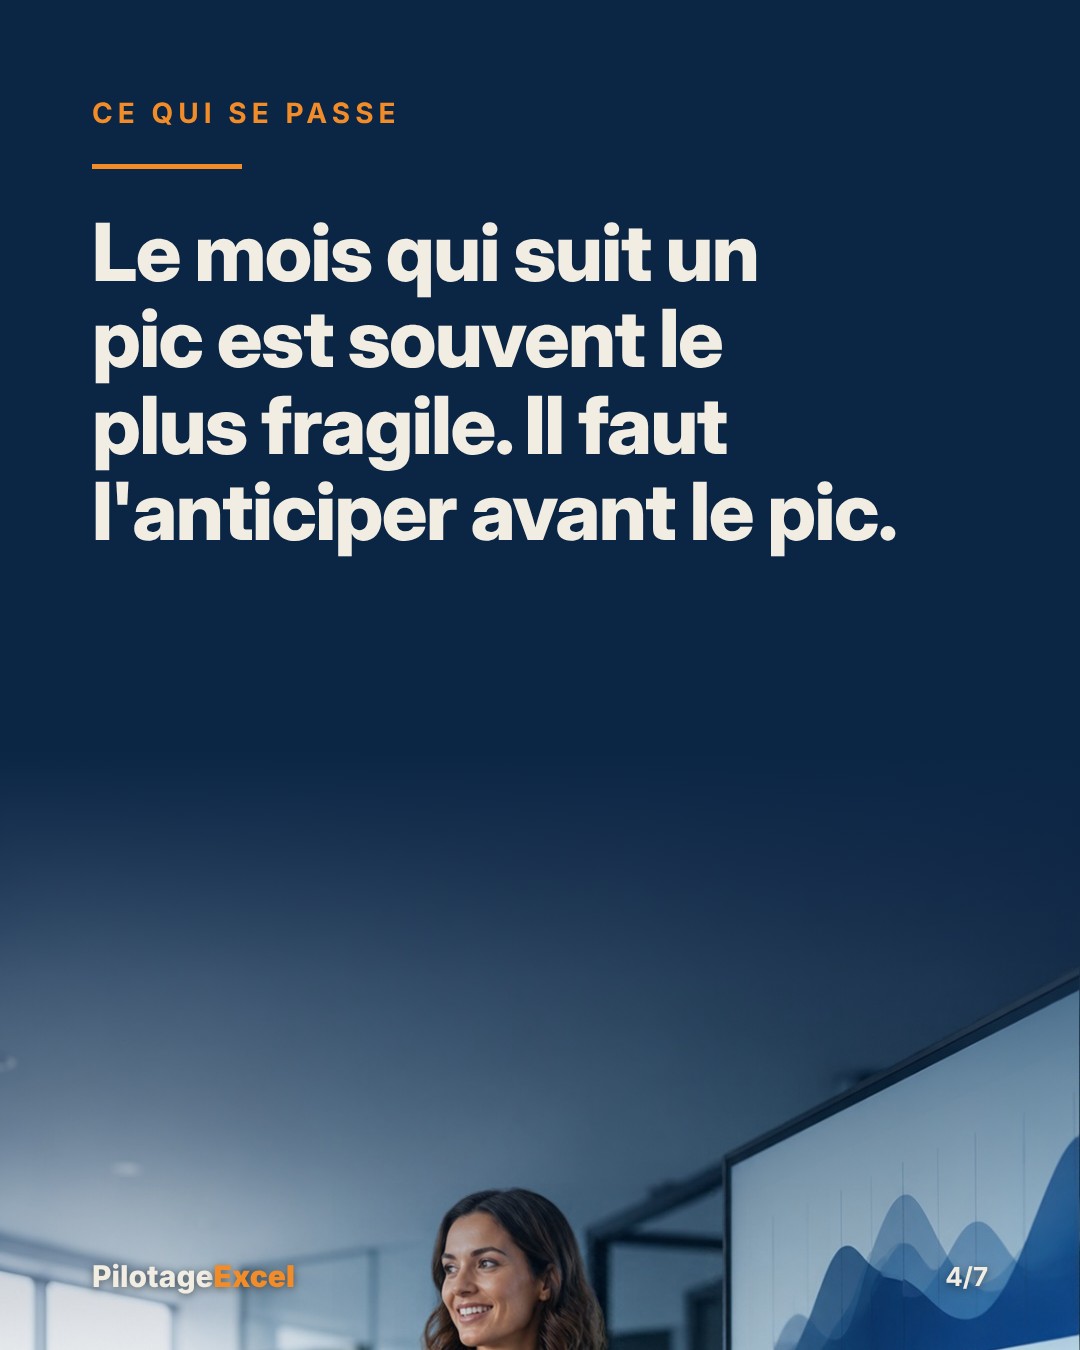 CE QUI SE PASSE
Le mois qui suit un
pic est souvent le
plus fragile. Il faut
l'anticiper avant le pic.
PilotageExcel
4/7